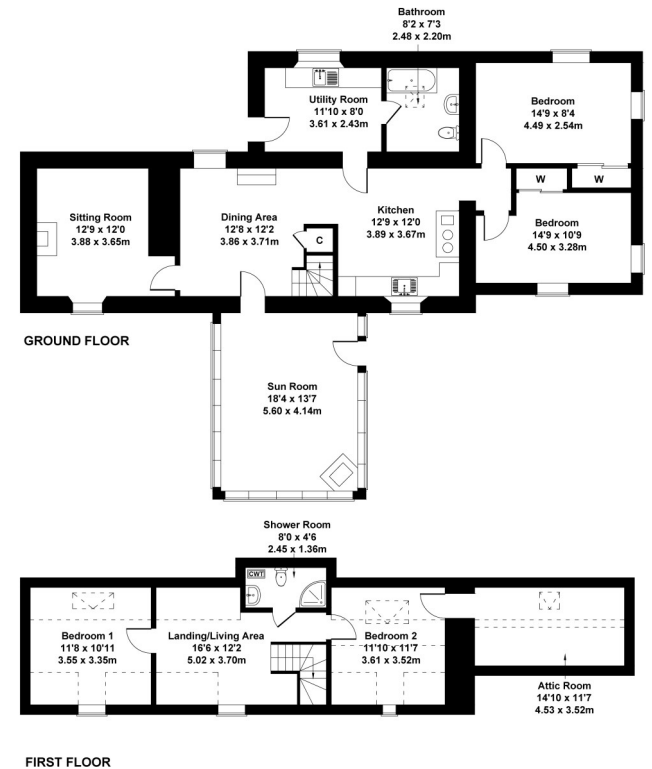 Bathroom
8'2 x 7'3
2.48 x 2.20m
Utility Room
11'10 x 8'0
3.61 x 2.43m
Bedroom
14'9 x 8'4
4.49 x 2.54m
W
W
Sitting Room
12'9 x 12'0
3.88 x 3.65m
Dining Area
12'8 x 12'2
3.86 x 3.71m
C
Kitchen
12'9 x 12'0
3.89 x 3.67m
Bedroom
14'9 x 10'9
4.50 x 3.28m
GROUND FLOOR
Sun Room
18'4 x 13'7
5.60 x 4.14m
Shower Room
8'0 x 4'6
2.45 x 1.36m
CWT
Bedroom 1
11'8 x 10'11
3.55 x 3.35m
Landing/Living Area
16'6 x 12'2
5.02 x 3.70m
Bedroom 2
11'10 x 11'7
3.61 x 3.52m
Attic Room
14'10 x 11'7
4.53 x 3.52m
FIRST FLOOR